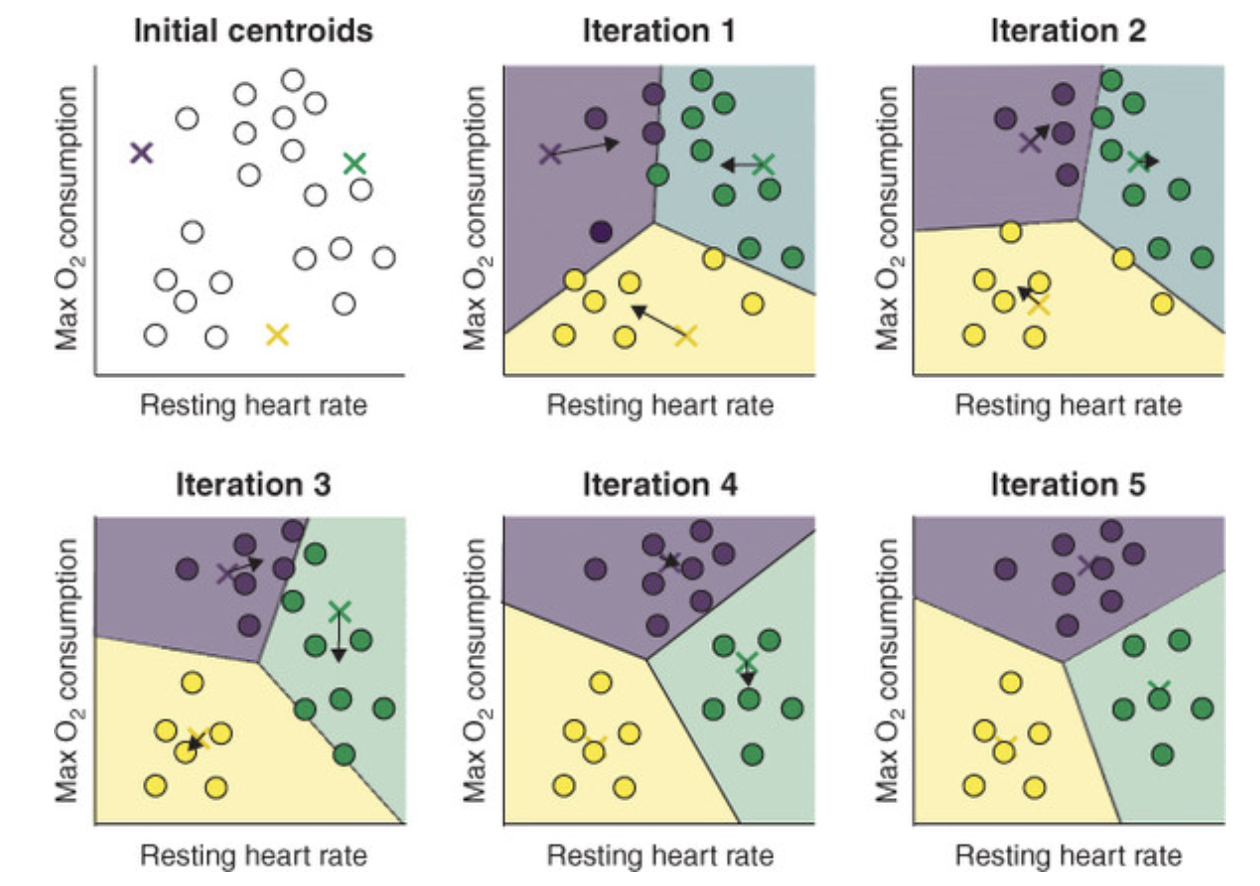 Initial centroids
Iteration 1
Iteration 2
Max O2 consumption
Max O2 consumption
Max O2 consumption
Resting heart rate
Resting heart rate
Resting heart rate
Iteration 3
Iteration 4
Iteration 5
Max O2 consumption
Max O2 consumption
Max O2 consumption
Resting heart rate
Resting heart rate
Resting heart rate